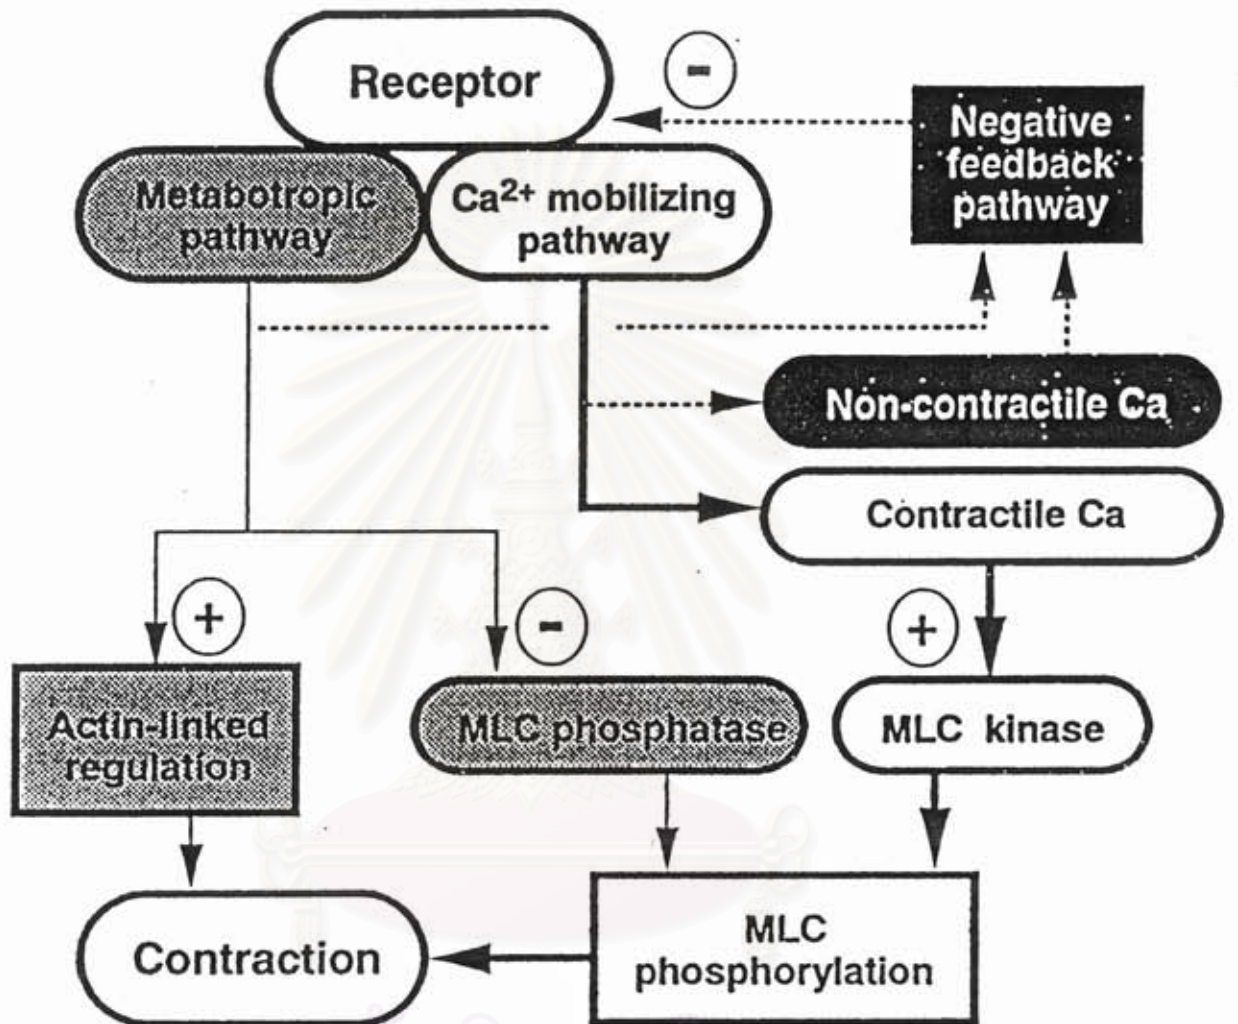 Receptor
-
Negative
feedback
pathway
Metabotropic
pathway
Ca2+ mobilizing
pathway
Non-contractile Ca
Contractile Ca
+
-
+
Actin-linked
regulation
MLC phosphatase
MLC kinase
MLC
phosphorylation
Contraction